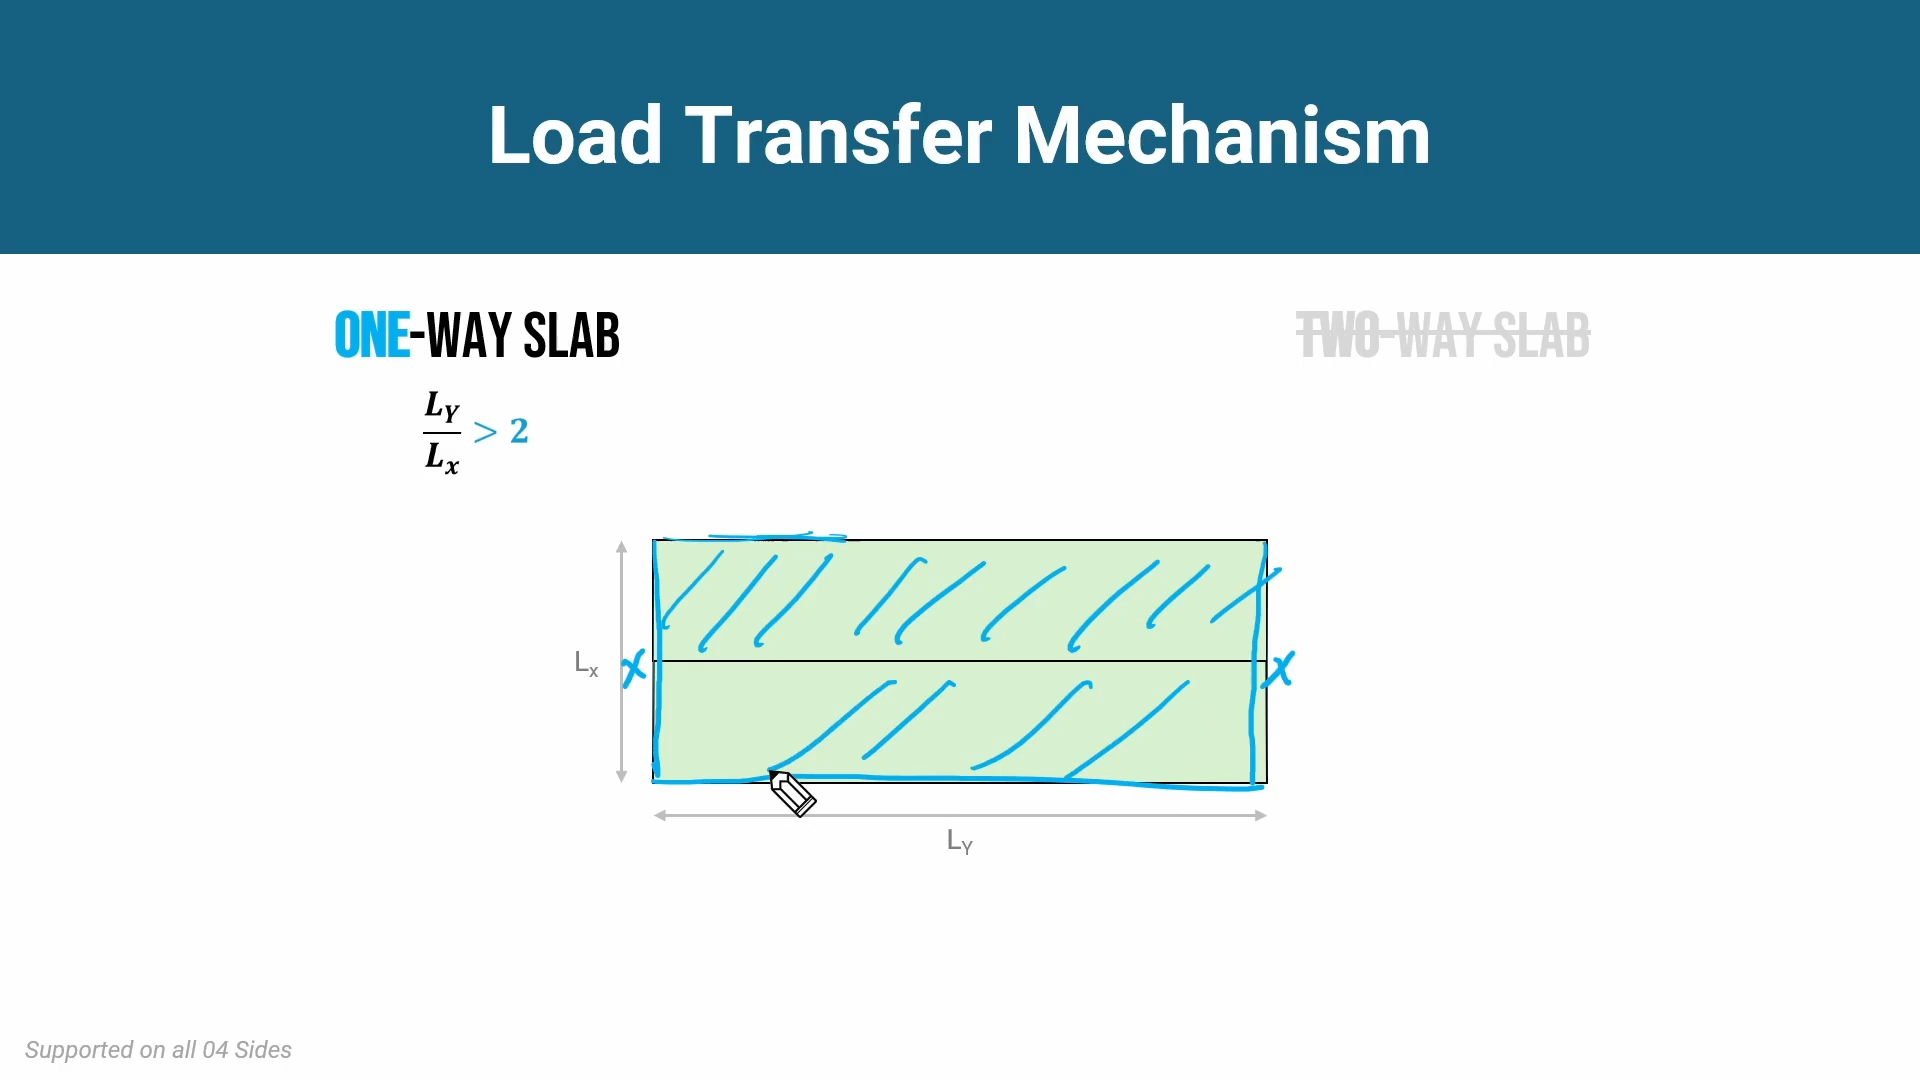 Load Transfer Mechanism
ONE-WAY SLAB
TWO-WAY SLAB
L_Y
L_x
> 2
L_x
X
X
L_Y
Supported on all 04 Sides